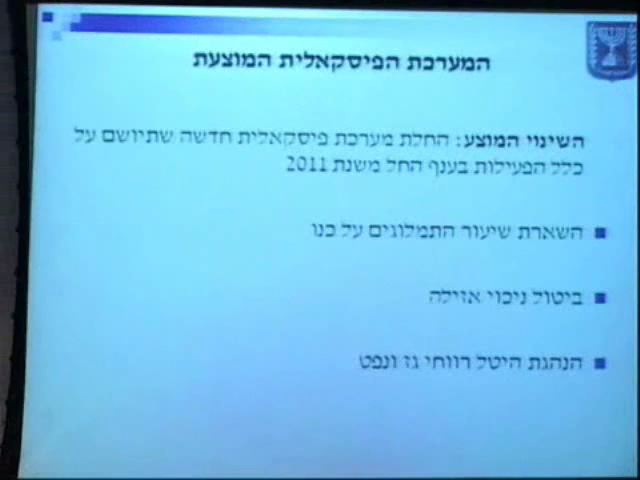 המערכת הפיסקאלית המוצעת
השינוי המוצע: החלת מערכת פיסקאלית חדשה שתיושם על
כלל הפעילות בענף החל משנת 2011
השארת שיעור התמלוגים על כנו
ביטול ניכוי אזילה
הנהגת היטל רווחי גז ונפט